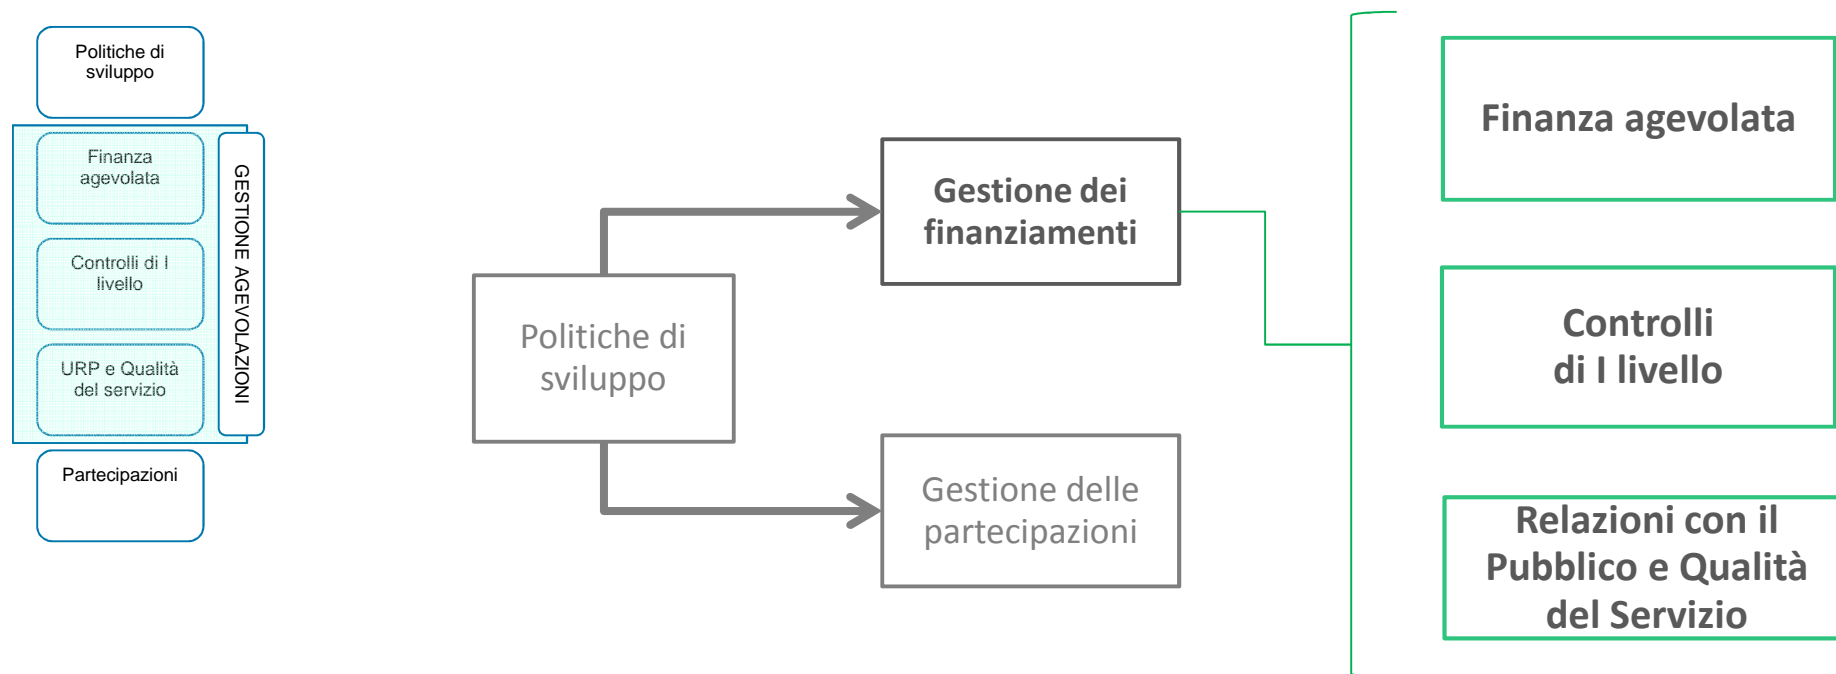 Politiche di
sviluppo
Finanza
agevolata
Controlli di I
livello
URP e Qualità
del servizio
GESTIONE AGEVOLAZIONI
Partecipazioni
Politiche di
sviluppo
Gestione dei
finanziamenti
Gestione delle
partecipazioni
Finanza agevolata
Controlli
di I livello
Relazioni con il
Pubblico e Qualità
del Servizio